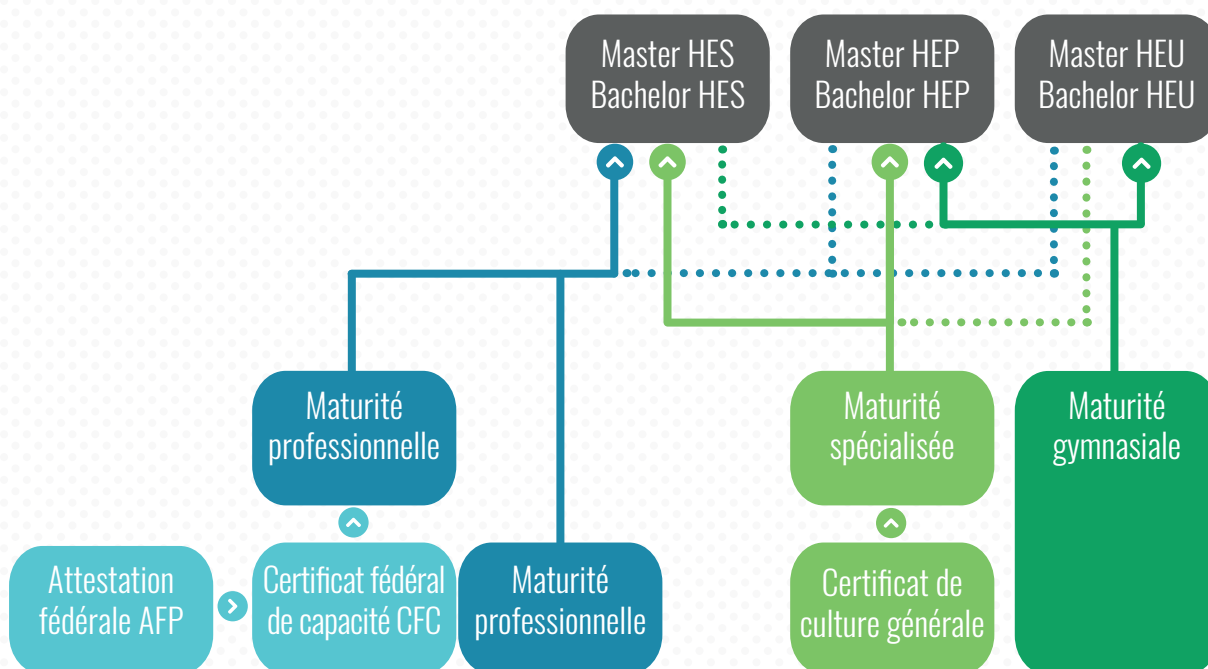 Master HES
Bachelor HES
Master HEP
Bachelor HEP
Master HEU
Bachelor HEU
Maturité
professionnelle
Maturité
spécialisée
Maturité
gymnasiale
Attestation
fédérale AFP
Certificat fédéral
de capacité CFC
Maturité
professionnelle
Certificat de
culture générale